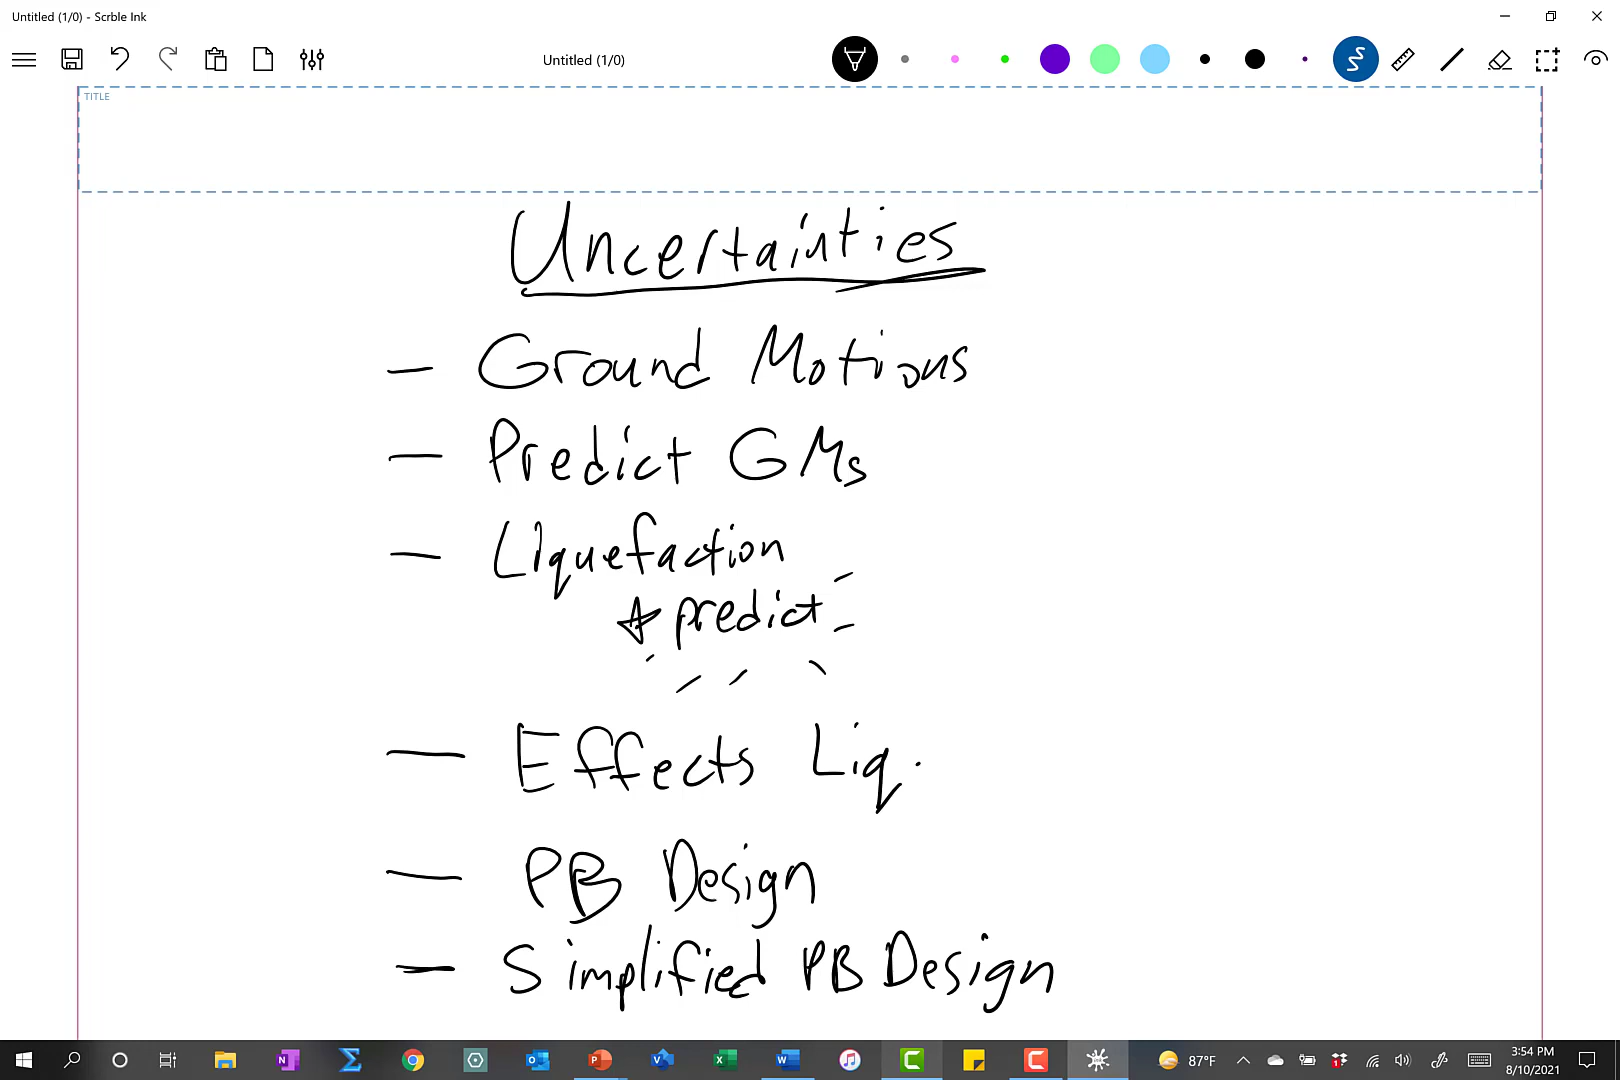 Untitled (1/0) - Scrble Ink
Untitled (1/0)
TITLE
Uncertainties
— Ground Motions
— Predict GMs
— Liquefaction
* predict
— Effects Liq.
— PB Design
— Simplified PB Design
87°F
3:54 PM
8/10/2021